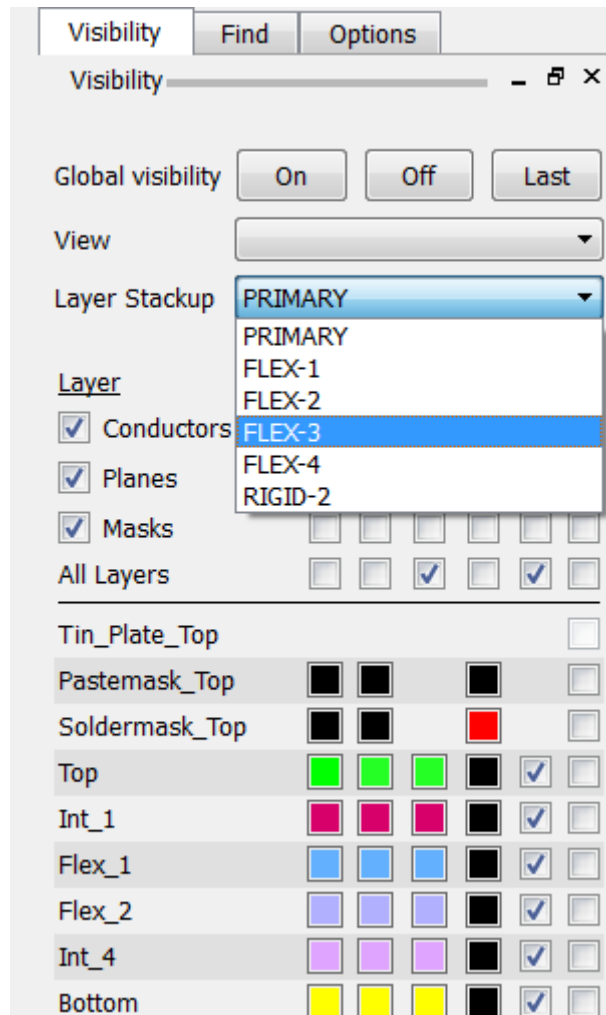 Visibility Find Options
Visibility
Global visibility On Off Last
View
Layer Stackup PRIMARY
PRIMARY
FLEX-1
FLEX-2
FLEX-3
FLEX-4
RIGID-2
Layer
Conductors
Planes
Masks
All Layers
Tin_Plate_Top
Pastemask_Top
Soldermask_Top
Top
Int_1
Flex_1
Flex_2
Int_4
Bottom